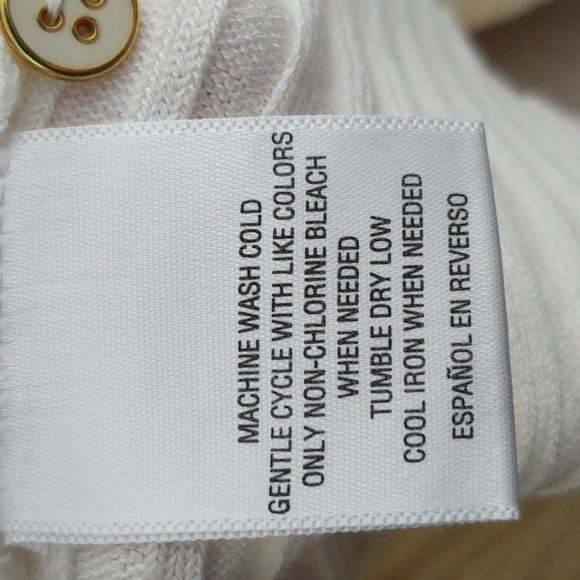 MACHINE WASH COLD
GENTLE CYCLE WITH LIKE COLORS
ONLY NON-CHLORINE BLEACH
WHEN NEEDED
TUMBLE DRY LOW
COOL IRON WHEN NEEDED
ESPAÑOL EN REVERSO